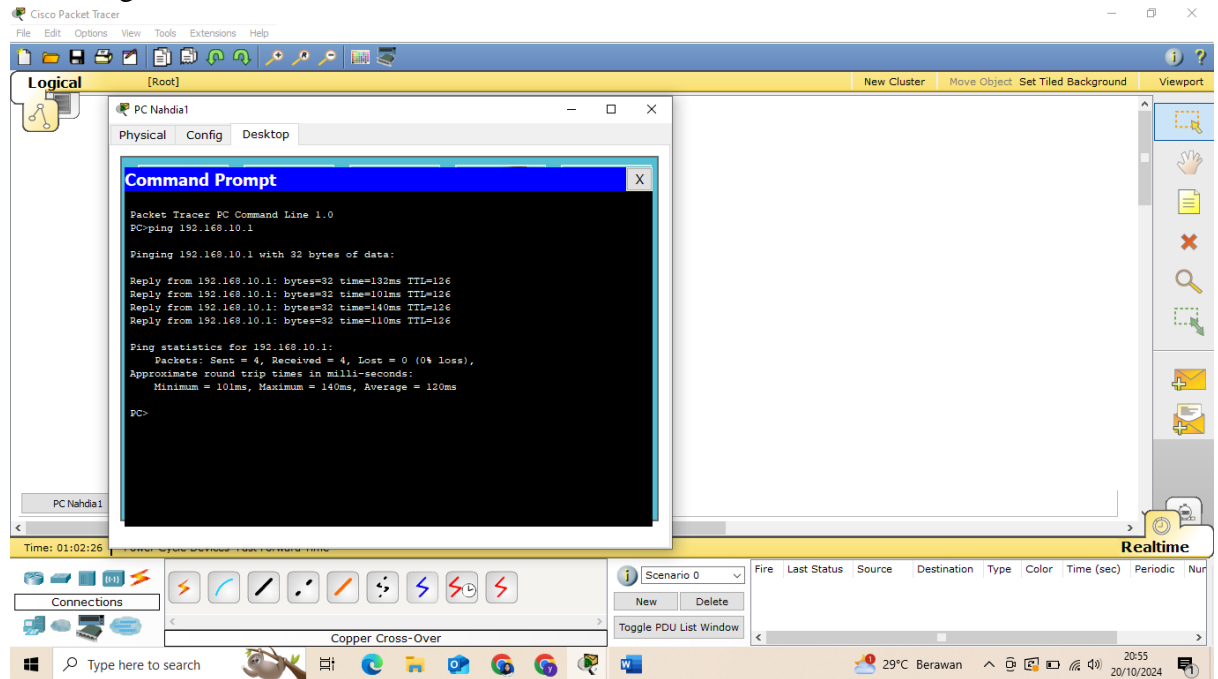 Cisco Packet Tracer
File Edit Options View Tools Extensions Help
Logical [Root] New Cluster Move Object Set Tiled Background Viewport
PC Nahdia1
Physical Config Desktop
Command Prompt X
Packet Tracer PC Command Line 1.0
PC>ping 192.168.10.1
Pinging 192.168.10.1 with 32 bytes of data:
Reply from 192.168.10.1: bytes=32 time=132ms TTL=126
Reply from 192.168.10.1: bytes=32 time=101ms TTL=126
Reply from 192.168.10.1: bytes=32 time=140ms TTL=126
Reply from 192.168.10.1: bytes=32 time=110ms TTL=126
Ping statistics for 192.168.10.1:
Packets: Sent = 4, Received = 4, Lost = 0 (0% loss),
Approximate round trip times in milli-seconds:
Minimum = 101ms, Maximum = 140ms, Average = 120ms
PC>
PC Nahdia1
Time: 01:02:26 Realtime
Connections
Copper Cross-Over
Scenario 0
New Delete
Toggle PDU List Window
Fire Last Status Source Destination Type Color Time (sec) Periodic Nur
Type here to search
29°C Berawan
20:55
20/10/2024